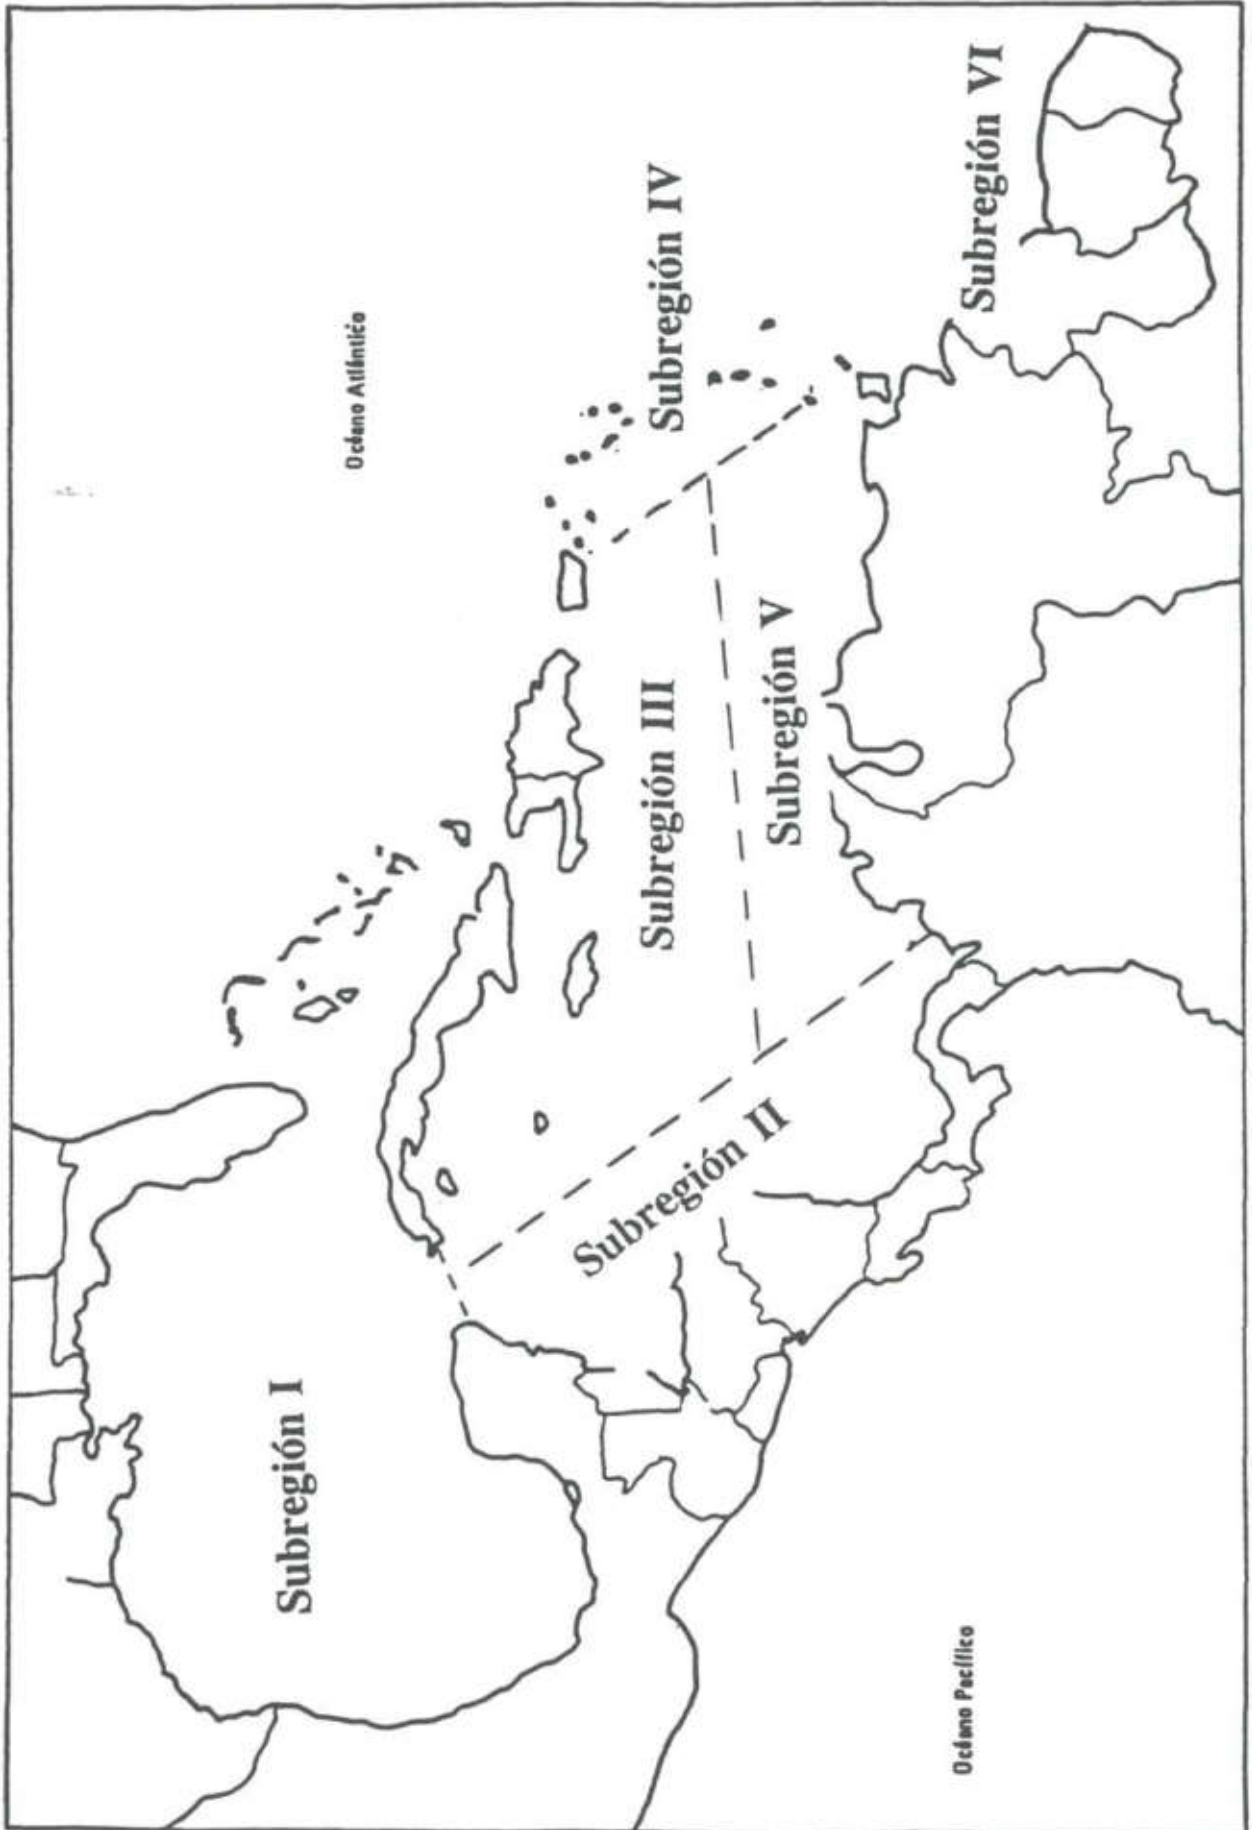 Océano Atlántico
Subregión I
Subregión II
Subregión III
Subregión IV
Subregión V
Subregión VI
Océano Pacífico